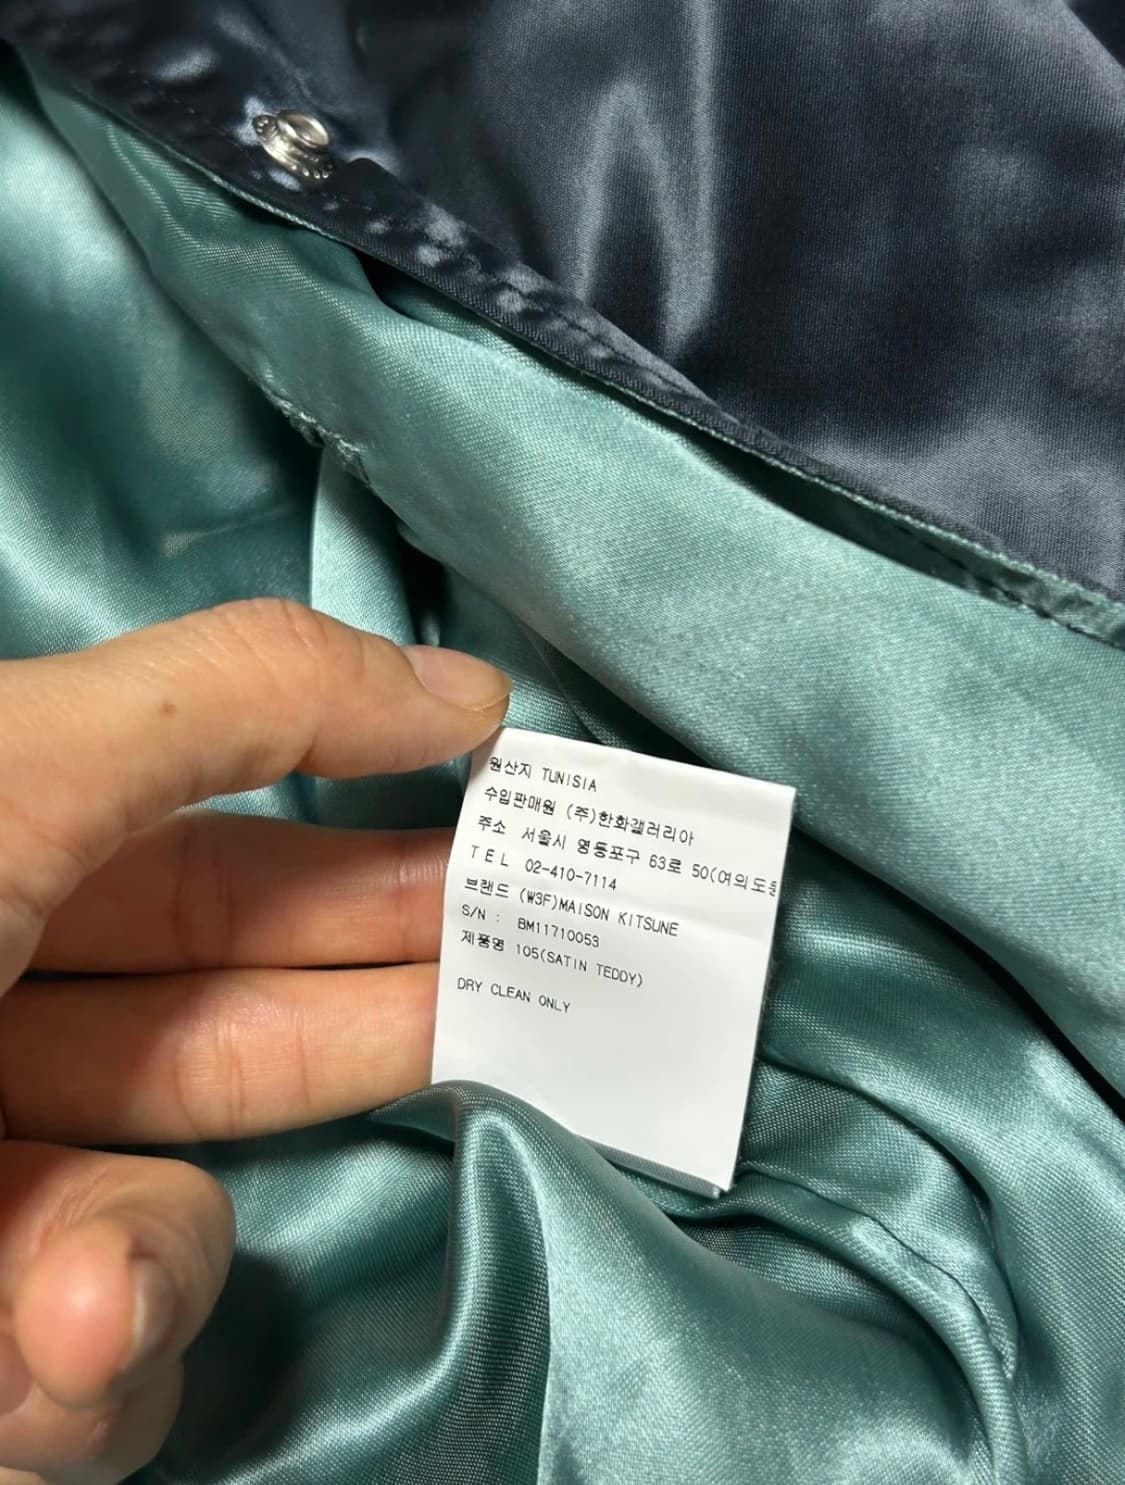 원산지 TUNISIA
수입판매원 (주)한화갤러리아
주소 서울시 영등포구 63로 50(여의도
TEL 02-410-7114
브랜드 (W3F)MAISON KITSUNE
S/N : BM11710053
제품명 105(SATIN TEDDY)
DRY CLEAN ONLY